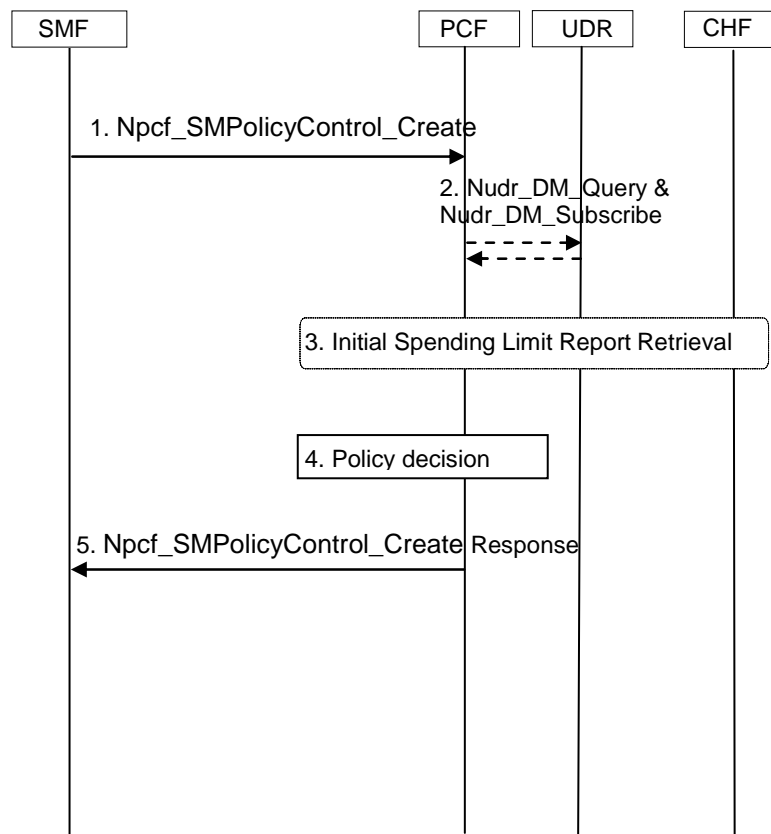 SMF
PCF
UDR
CHF
1. Npcf_SMPolicyControl_Create
2. Nudr_DM_Query &
Nudr_DM_Subscribe
3. Initial Spending Limit Report Retrieval
4. Policy decision
5. Npcf_SMPolicyControl_Create Response